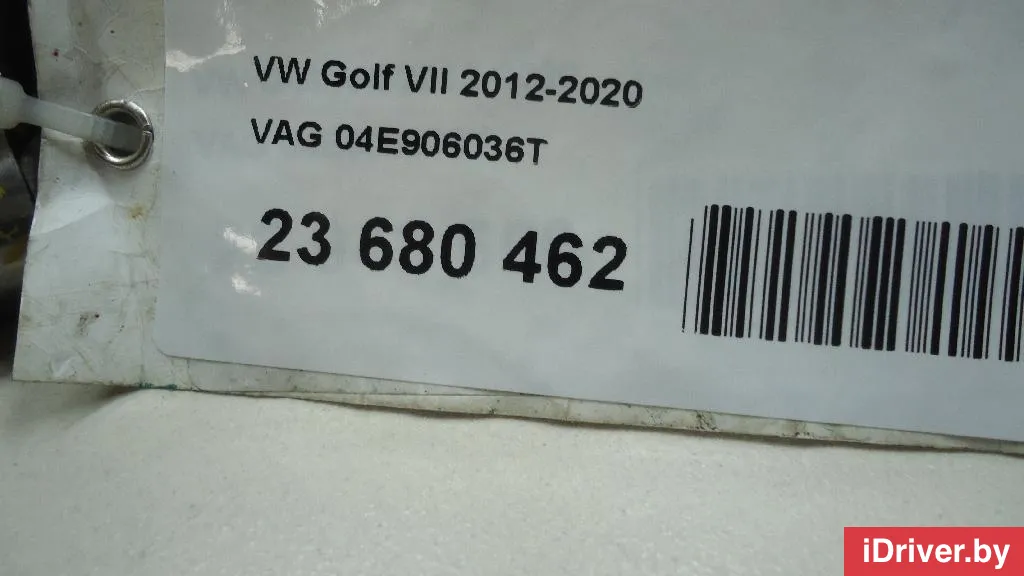 VW Golf VII 2012-2020
VAG 04E906036T
23 680 462
iDriver.by